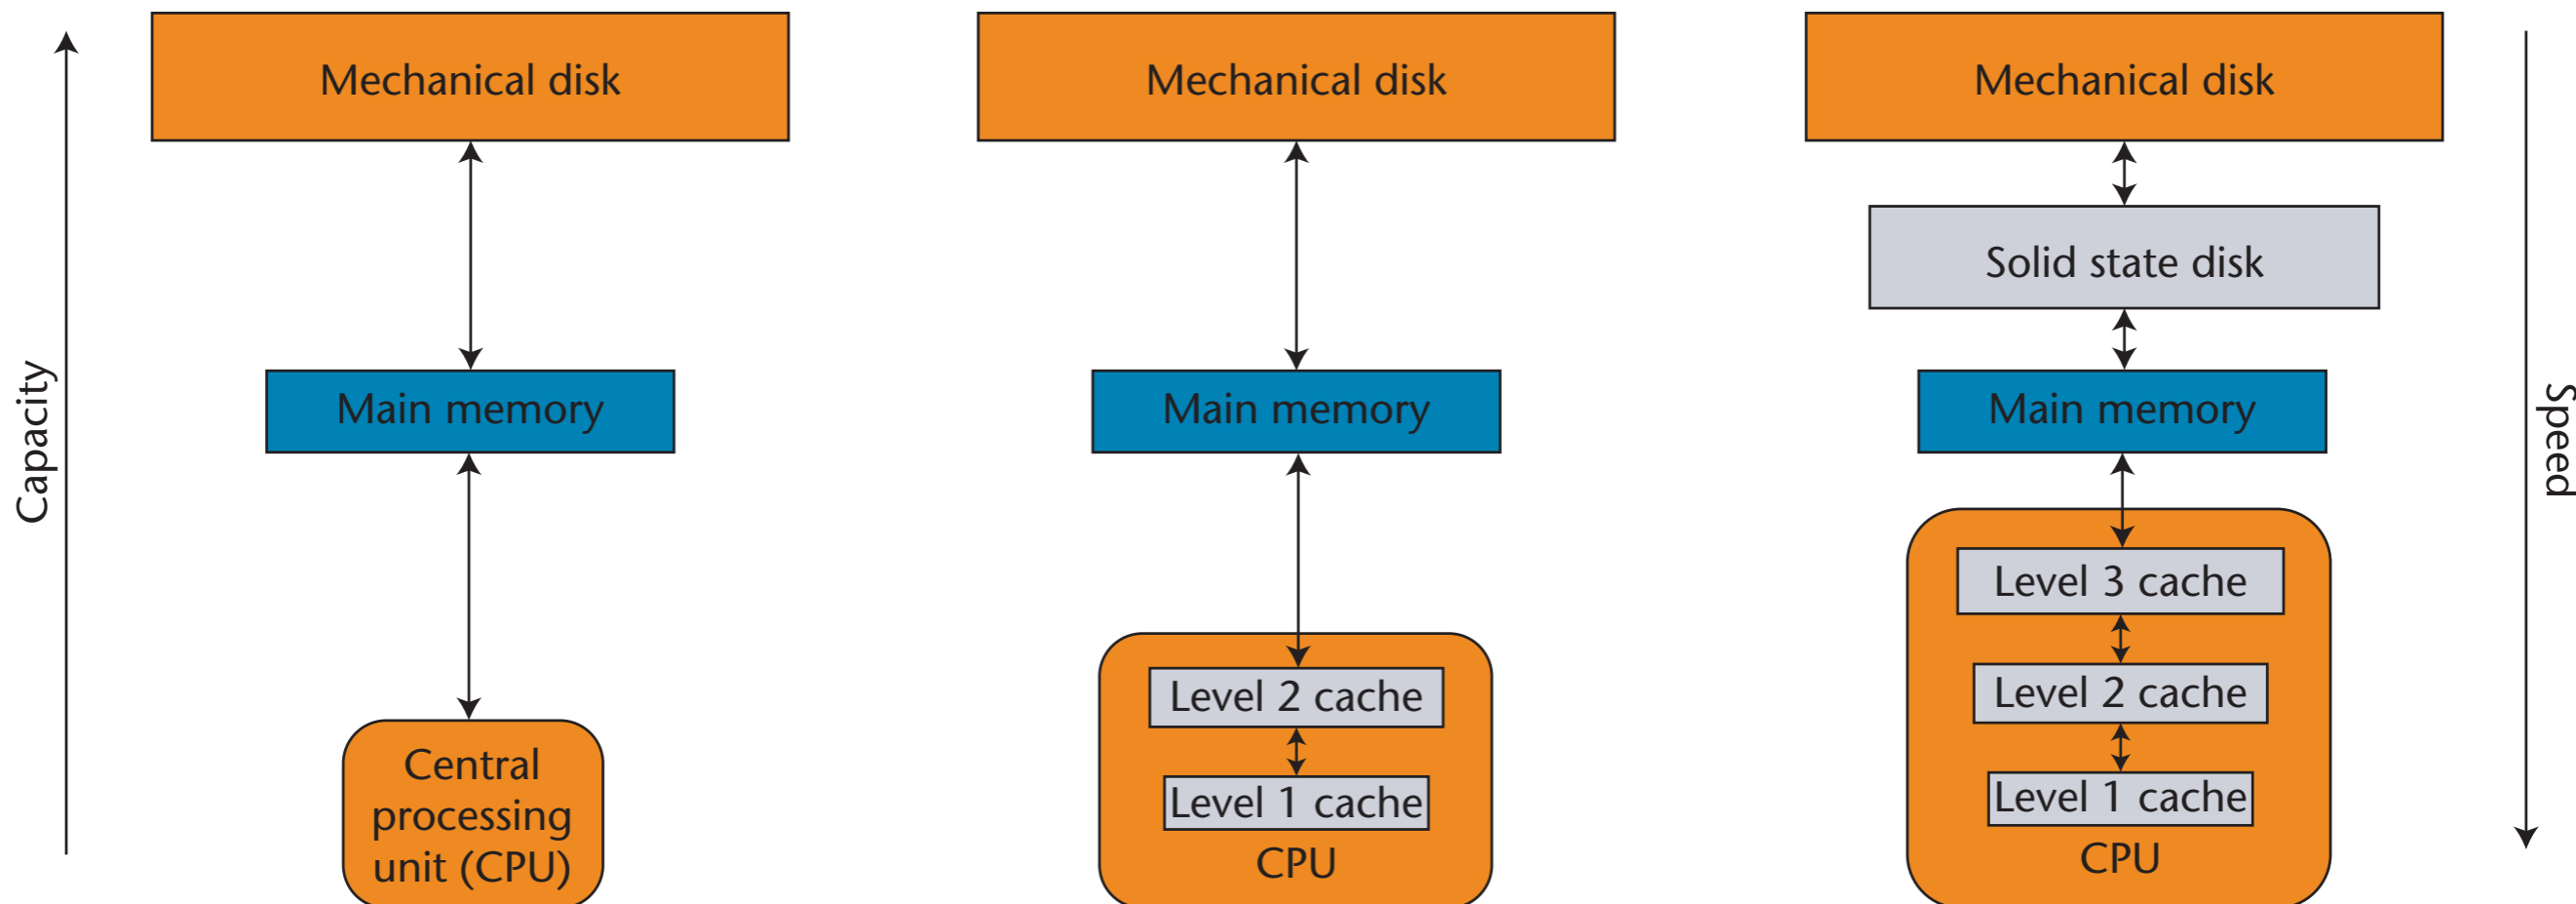 Capacity
Mechanical disk
Main memory
Central
processing
unit (CPU)
Mechanical disk
Main memory
Level 2 cache
Level 1 cache
CPU
Mechanical disk
Solid state disk
Main memory
Level 3 cache
Level 2 cache
Level 1 cache
CPU
Speed